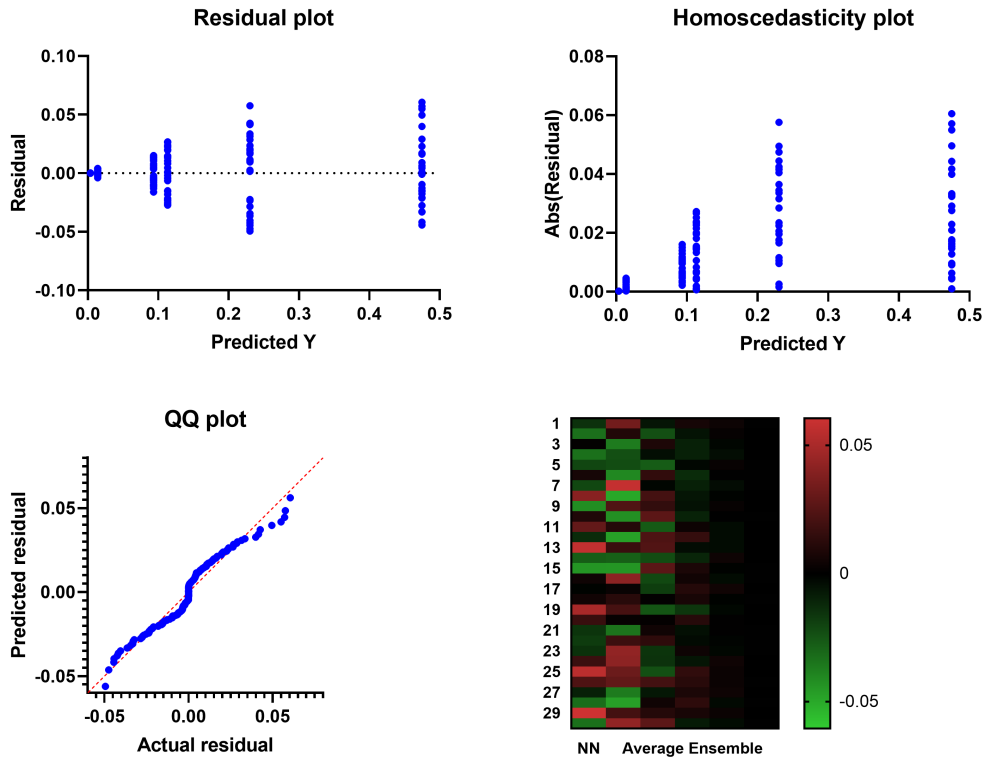 Residual plot
0.10
0.05
0.00
-0.05
-0.10
Residual
0.0 0.1 0.2 0.3 0.4 0.5
Predicted Y
Homoscedasticity plot
0.08
0.06
0.04
0.02
0.00
Abs(Residual)
0.0 0.1 0.2 0.3 0.4 0.5
Predicted Y
QQ plot
0.05
0.00
-0.05
Predicted residual
-0.05 0.00 0.05
Actual residual
1
3
5
7
9
11
13
15
17
19
21
23
25
27
29
NN Average Ensemble
0.05
0
-0.05